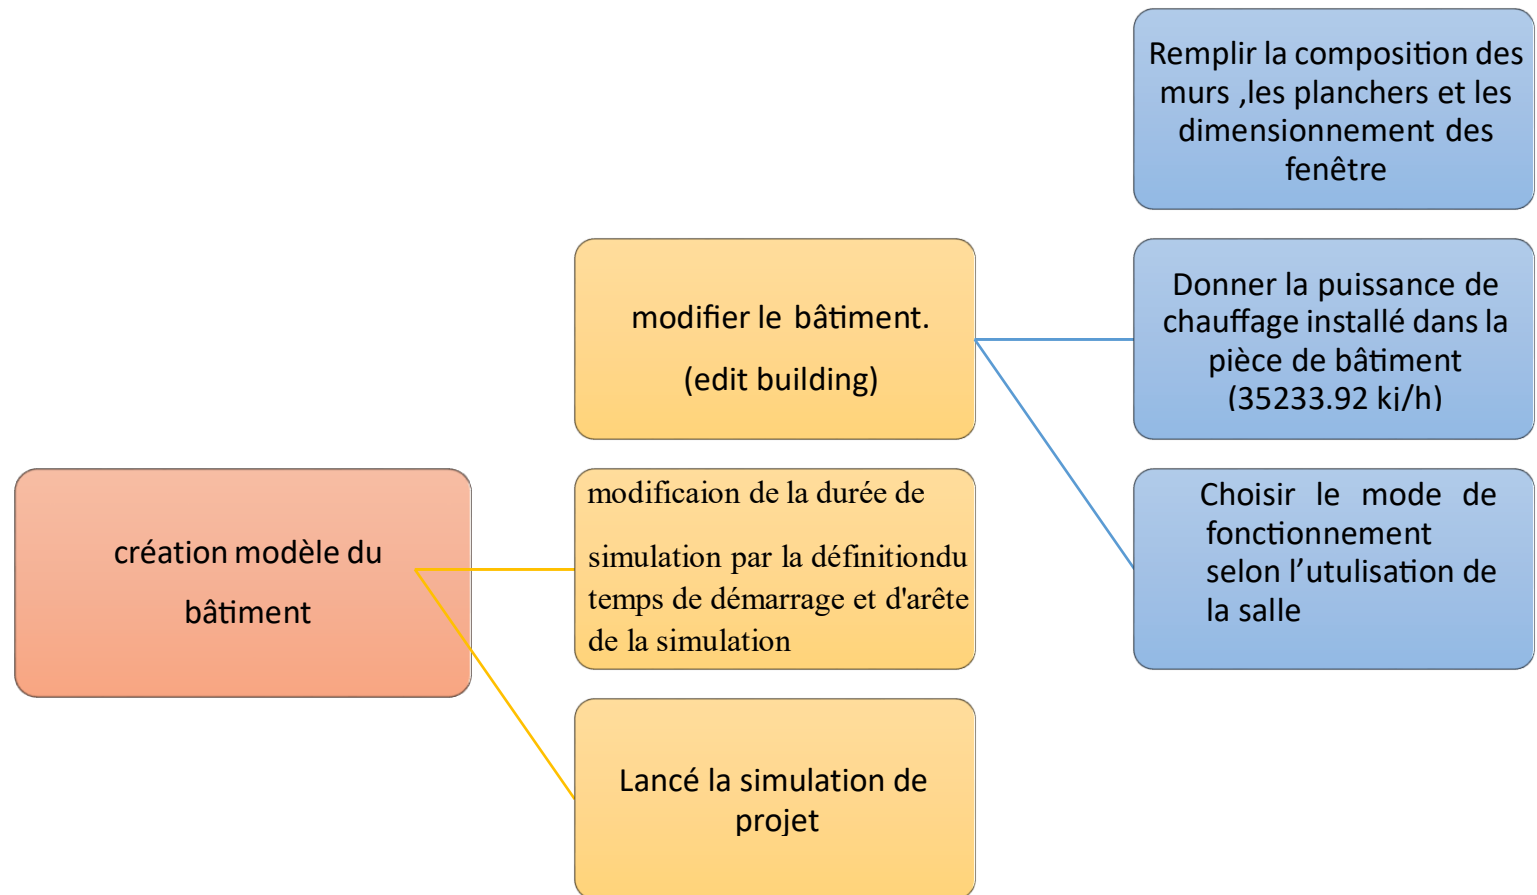 création modèle du
bâtiment
modifier le bâtiment.
(edit building)
modificaion de la durée de
simulation par la définitiondu
temps de démarrage et d'arête
de la simulation
Lancé la simulation de
projet
Remplir la composition des
murs ,les planchers et les
dimensionnement des
fenêtre
Donner la puissance de
chauffage installé dans la
pièce de bâtiment
(35233.92 kj/h)
Choisir le mode de
fonctionnement
selon l’utulisation de
la salle